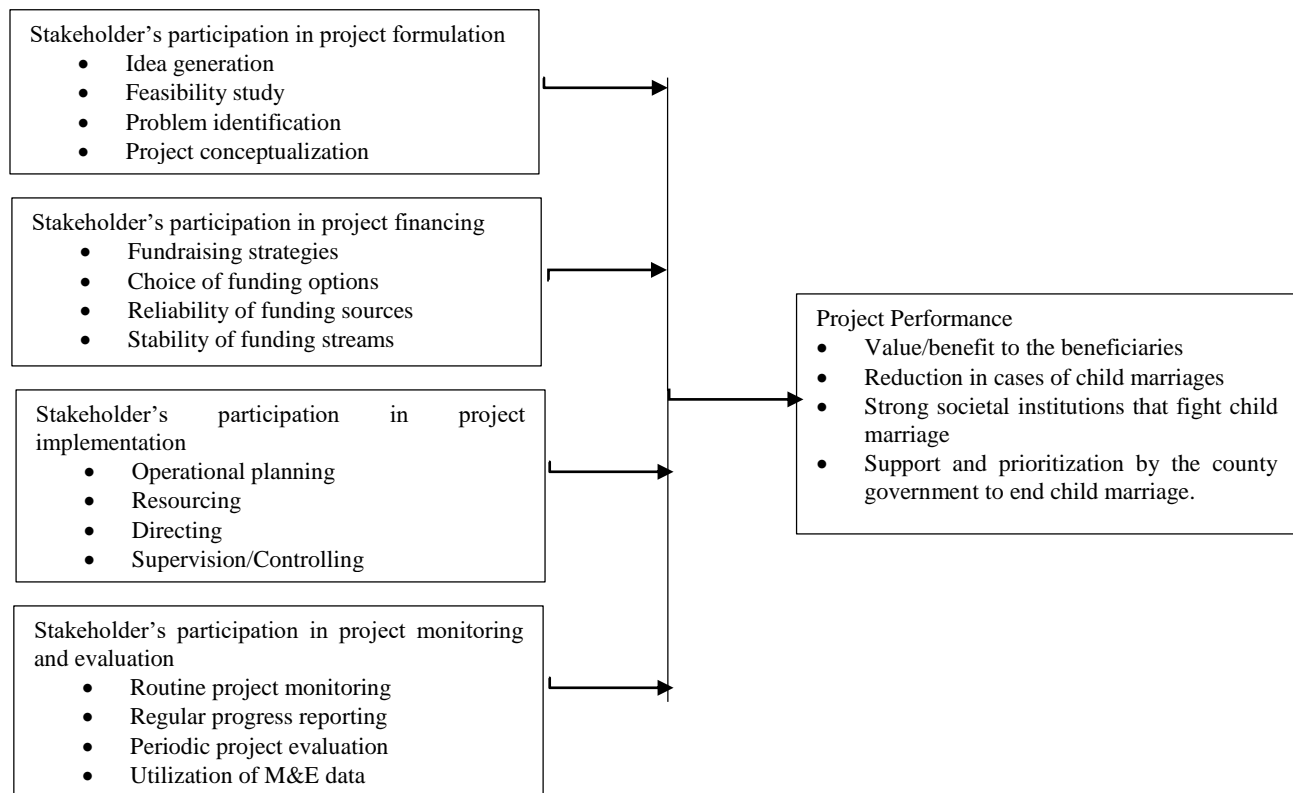 Stakeholder’s participation in project formulation
• Idea generation
• Feasibility study
• Problem identification
• Project conceptualization
Stakeholder’s participation in project financing
• Fundraising strategies
• Choice of funding options
• Reliability of funding sources
• Stability of funding streams
Stakeholder’s participation in project
implementation
• Operational planning
• Resourcing
• Directing
• Supervision/Controlling
Stakeholder’s participation in project monitoring
and evaluation
• Routine project monitoring
• Regular progress reporting
• Periodic project evaluation
• Utilization of M&E data
Project Performance
• Value/benefit to the beneficiaries
• Reduction in cases of child marriages
• Strong societal institutions that fight child
marriage
• Support and prioritization by the county
government to end child marriage.